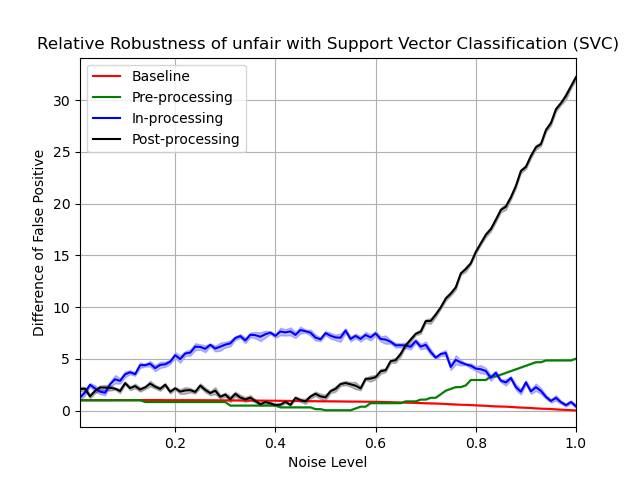 Relative Robustness of unfair with Support Vector Classification (SVC)
Baseline
Pre-processing
In-processing
Post-processing
Difference of False Positive
30
25
20
15
10
5
0
0.2 0.4 0.6 0.8 1.0
Noise Level